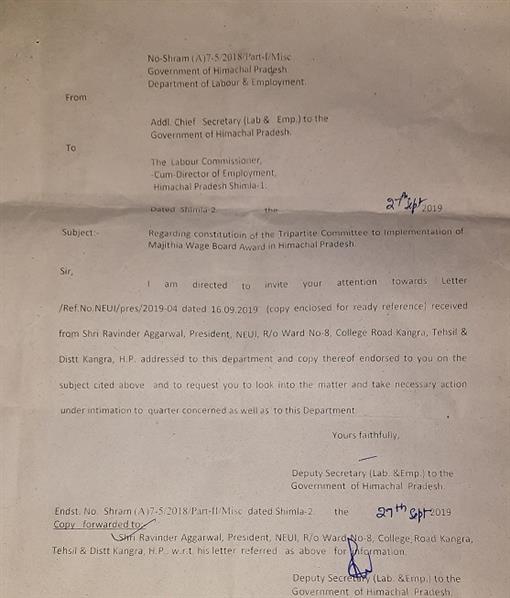 No-Shram (A)7-5/2018/Part-I/Misc
Government of Himachal Pradesh
Department of Labour & Employment.
From
Addl. Chief Secretary (Lab & Emp.) to the
Government of Himachal Pradesh.
To
The Labour Commissioner,
-Cum-Director of Employment,
Himachal Pradesh Shimla-1.
Dated Shimla-2. the 27th Sept 2019
Subject:- Regarding constitutioin of the Tripartite Committee to Implementation of
Majithia Wage Board Award in Himachal Pradesh.
Sir,
I am directed to invite your attention towards Letter
/Ref.No.NEUI/pres/2019-04 dated 16.09.2019 (copy enclosed for ready reference) received
from Shri Ravinder Aggarwal, President, NEUI, R/o Ward No-8, College Road Kangra, Tehsil &
Distt Kangra, H.P. addressed to this department and copy thereof endorsed to you on the
subject cited above and to request you to look into the matter and take necessary action
under intimation to quarter concerned as well as to this Department
Yours faithfully,
Deputy Secretary (Lab. &Emp.) to the
Government of Himachal Pradesh.
Endst. No. Shram (A)7-5/2018/Part-II/Misc dated Shimla-2. the 27th Sept 2019
Copy forwarded to:
Shri Ravinder Aggarwal, President, NEUI, R/o Ward No-8, College Road Kangra,
Tehsil & Distt Kangra, H.P. w.r.t. his letter referred as above for information.
Deputy Secretary (Lab. &Emp.) to the
Government of Himachal Pradesh.